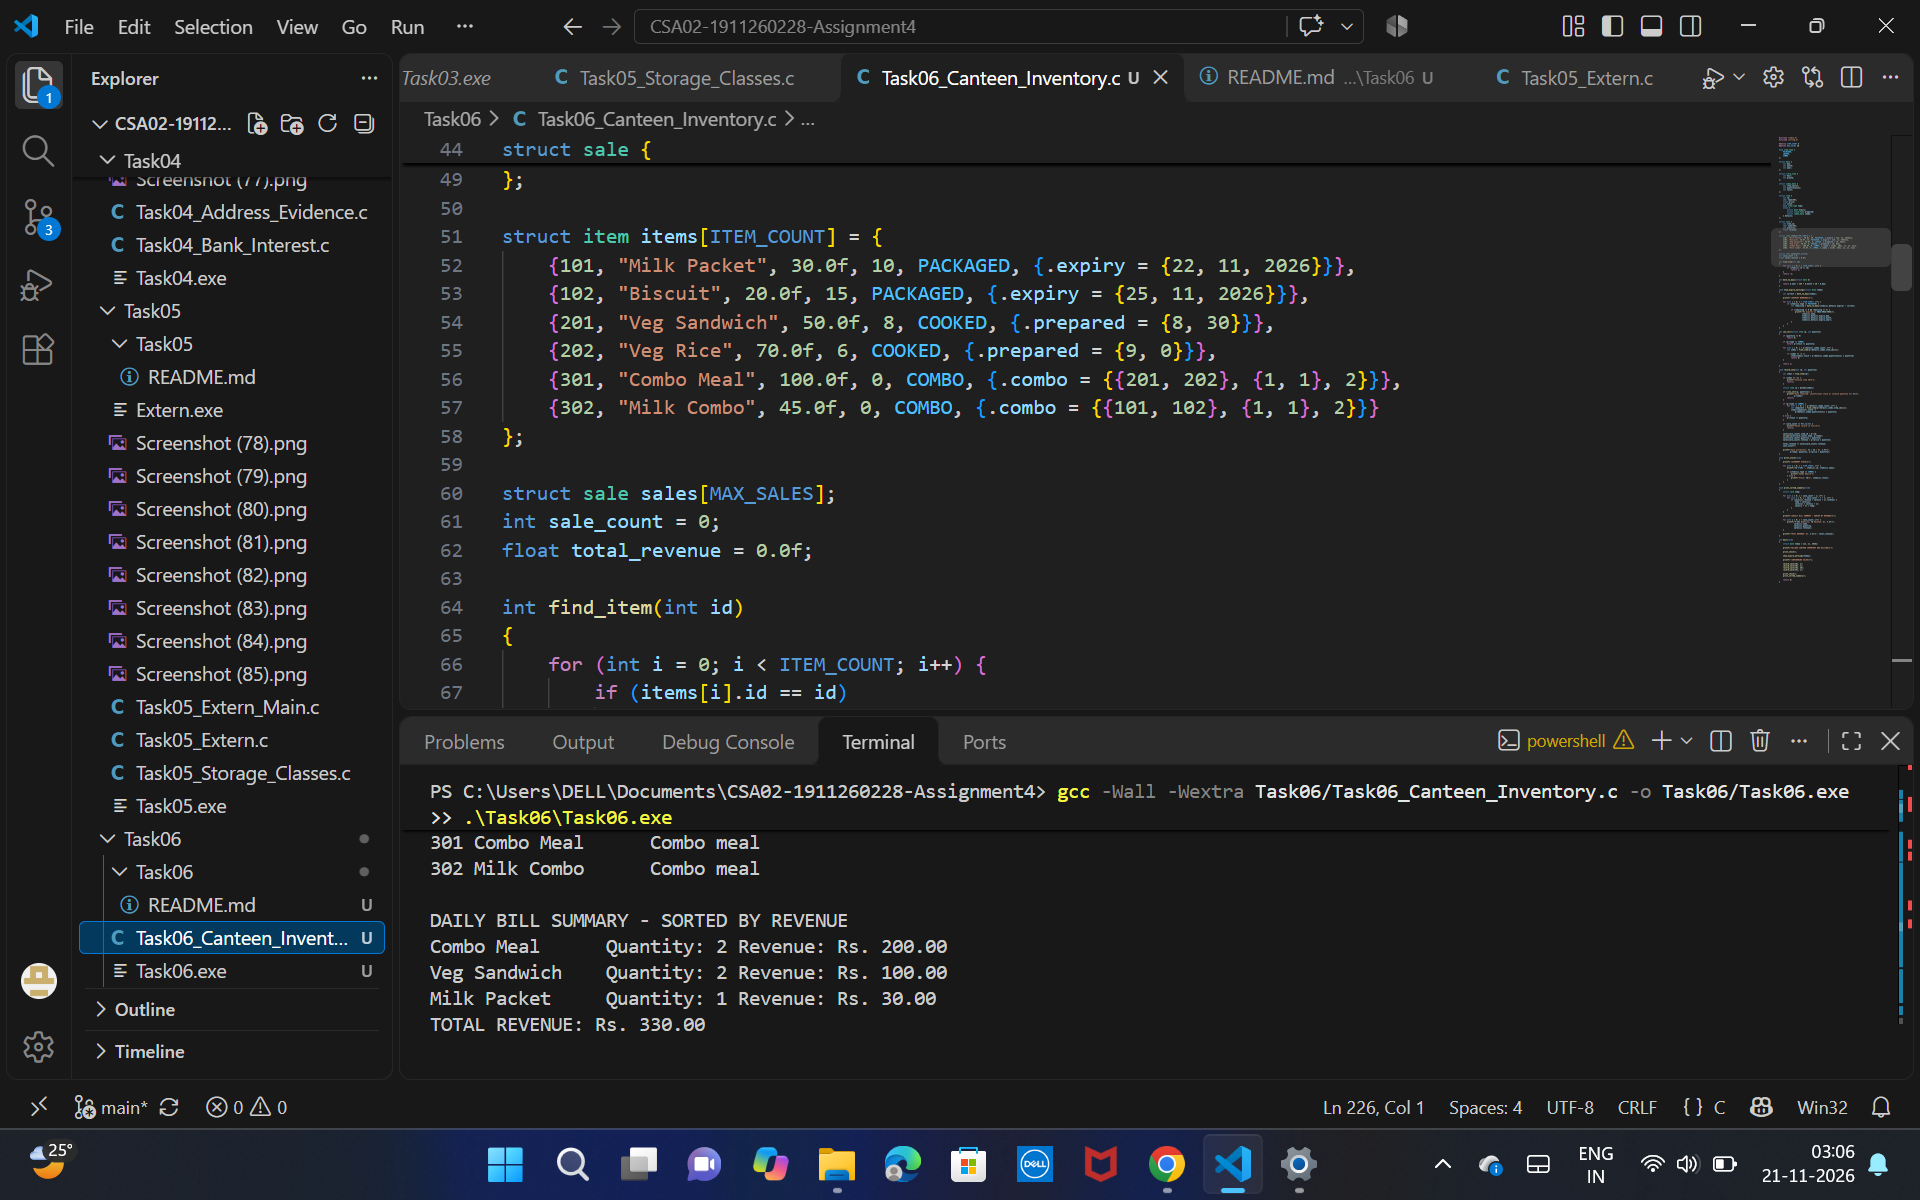 File Edit Selection View Go Run ···
CSA02-1911260228-Assignment4
Explorer
CSA02-19112...
Task04
Screenshot (77).png
Task04_Address_Evidence.c
Task04_Bank_Interest.c
Task04.exe
Task05
Task05
README.md
Extern.exe
Screenshot (78).png
Screenshot (79).png
Screenshot (80).png
Screenshot (81).png
Screenshot (82).png
Screenshot (83).png
Screenshot (84).png
Screenshot (85).png
Task05_Extern_Main.c
Task05_Extern.c
Task05_Storage_Classes.c
Task05.exe
Task06
Task06
README.md U
Task06_Canteen_Invent... U
Task06.exe U
Outline
Timeline
1
3
Task03.exe
C Task05_Storage_Classes.c
C Task06_Canteen_Inventory.c U
README.md ...\Task06 U
C Task05_Extern.c
Task06 > C Task06_Canteen_Inventory.c > ...
44 struct sale {
49 };
50
51 struct item items[ITEM_COUNT] = {
52 {101, "Milk Packet", 30.0f, 10, PACKAGED, {.expiry = {22, 11, 2026}}},
53 {102, "Biscuit", 20.0f, 15, PACKAGED, {.expiry = {25, 11, 2026}}},
54 {201, "Veg Sandwich", 50.0f, 8, COOKED, {.prepared = {8, 30}}},
55 {202, "Veg Rice", 70.0f, 6, COOKED, {.prepared = {9, 0}}},
56 {301, "Combo Meal", 100.0f, 0, COMBO, {.combo = {{201, 202}, {1, 1}, 2}}},
57 {302, "Milk Combo", 45.0f, 0, COMBO, {.combo = {{101, 102}, {1, 1}, 2}}}
58 };
59
60 struct sale sales[MAX_SALES];
61 int sale_count = 0;
62 float total_revenue = 0.0f;
63
64 int find_item(int id)
65 {
66 for (int i = 0; i < ITEM_COUNT; i++) {
67 if (items[i].id == id)
Problems Output Debug Console Terminal Ports
powershell
PS C:\Users\DELL\Documents\CSA02-1911260228-Assignment4> gcc -Wall -Wextra Task06/Task06_Canteen_Inventory.c -o Task06/Task06.exe
>> .\Task06\Task06.exe
301 Combo Meal Combo meal
302 Milk Combo Combo meal
DAILY BILL SUMMARY - SORTED BY REVENUE
Combo Meal Quantity: 2 Revenue: Rs. 200.00
Veg Sandwich Quantity: 2 Revenue: Rs. 100.00
Milk Packet Quantity: 1 Revenue: Rs. 30.00
TOTAL REVENUE: Rs. 330.00
main* 0 0
Ln 226, Col 1 Spaces: 4 UTF-8 CRLF { } C Win32
25°
DELL
ENG
IN
03:06
21-11-2026